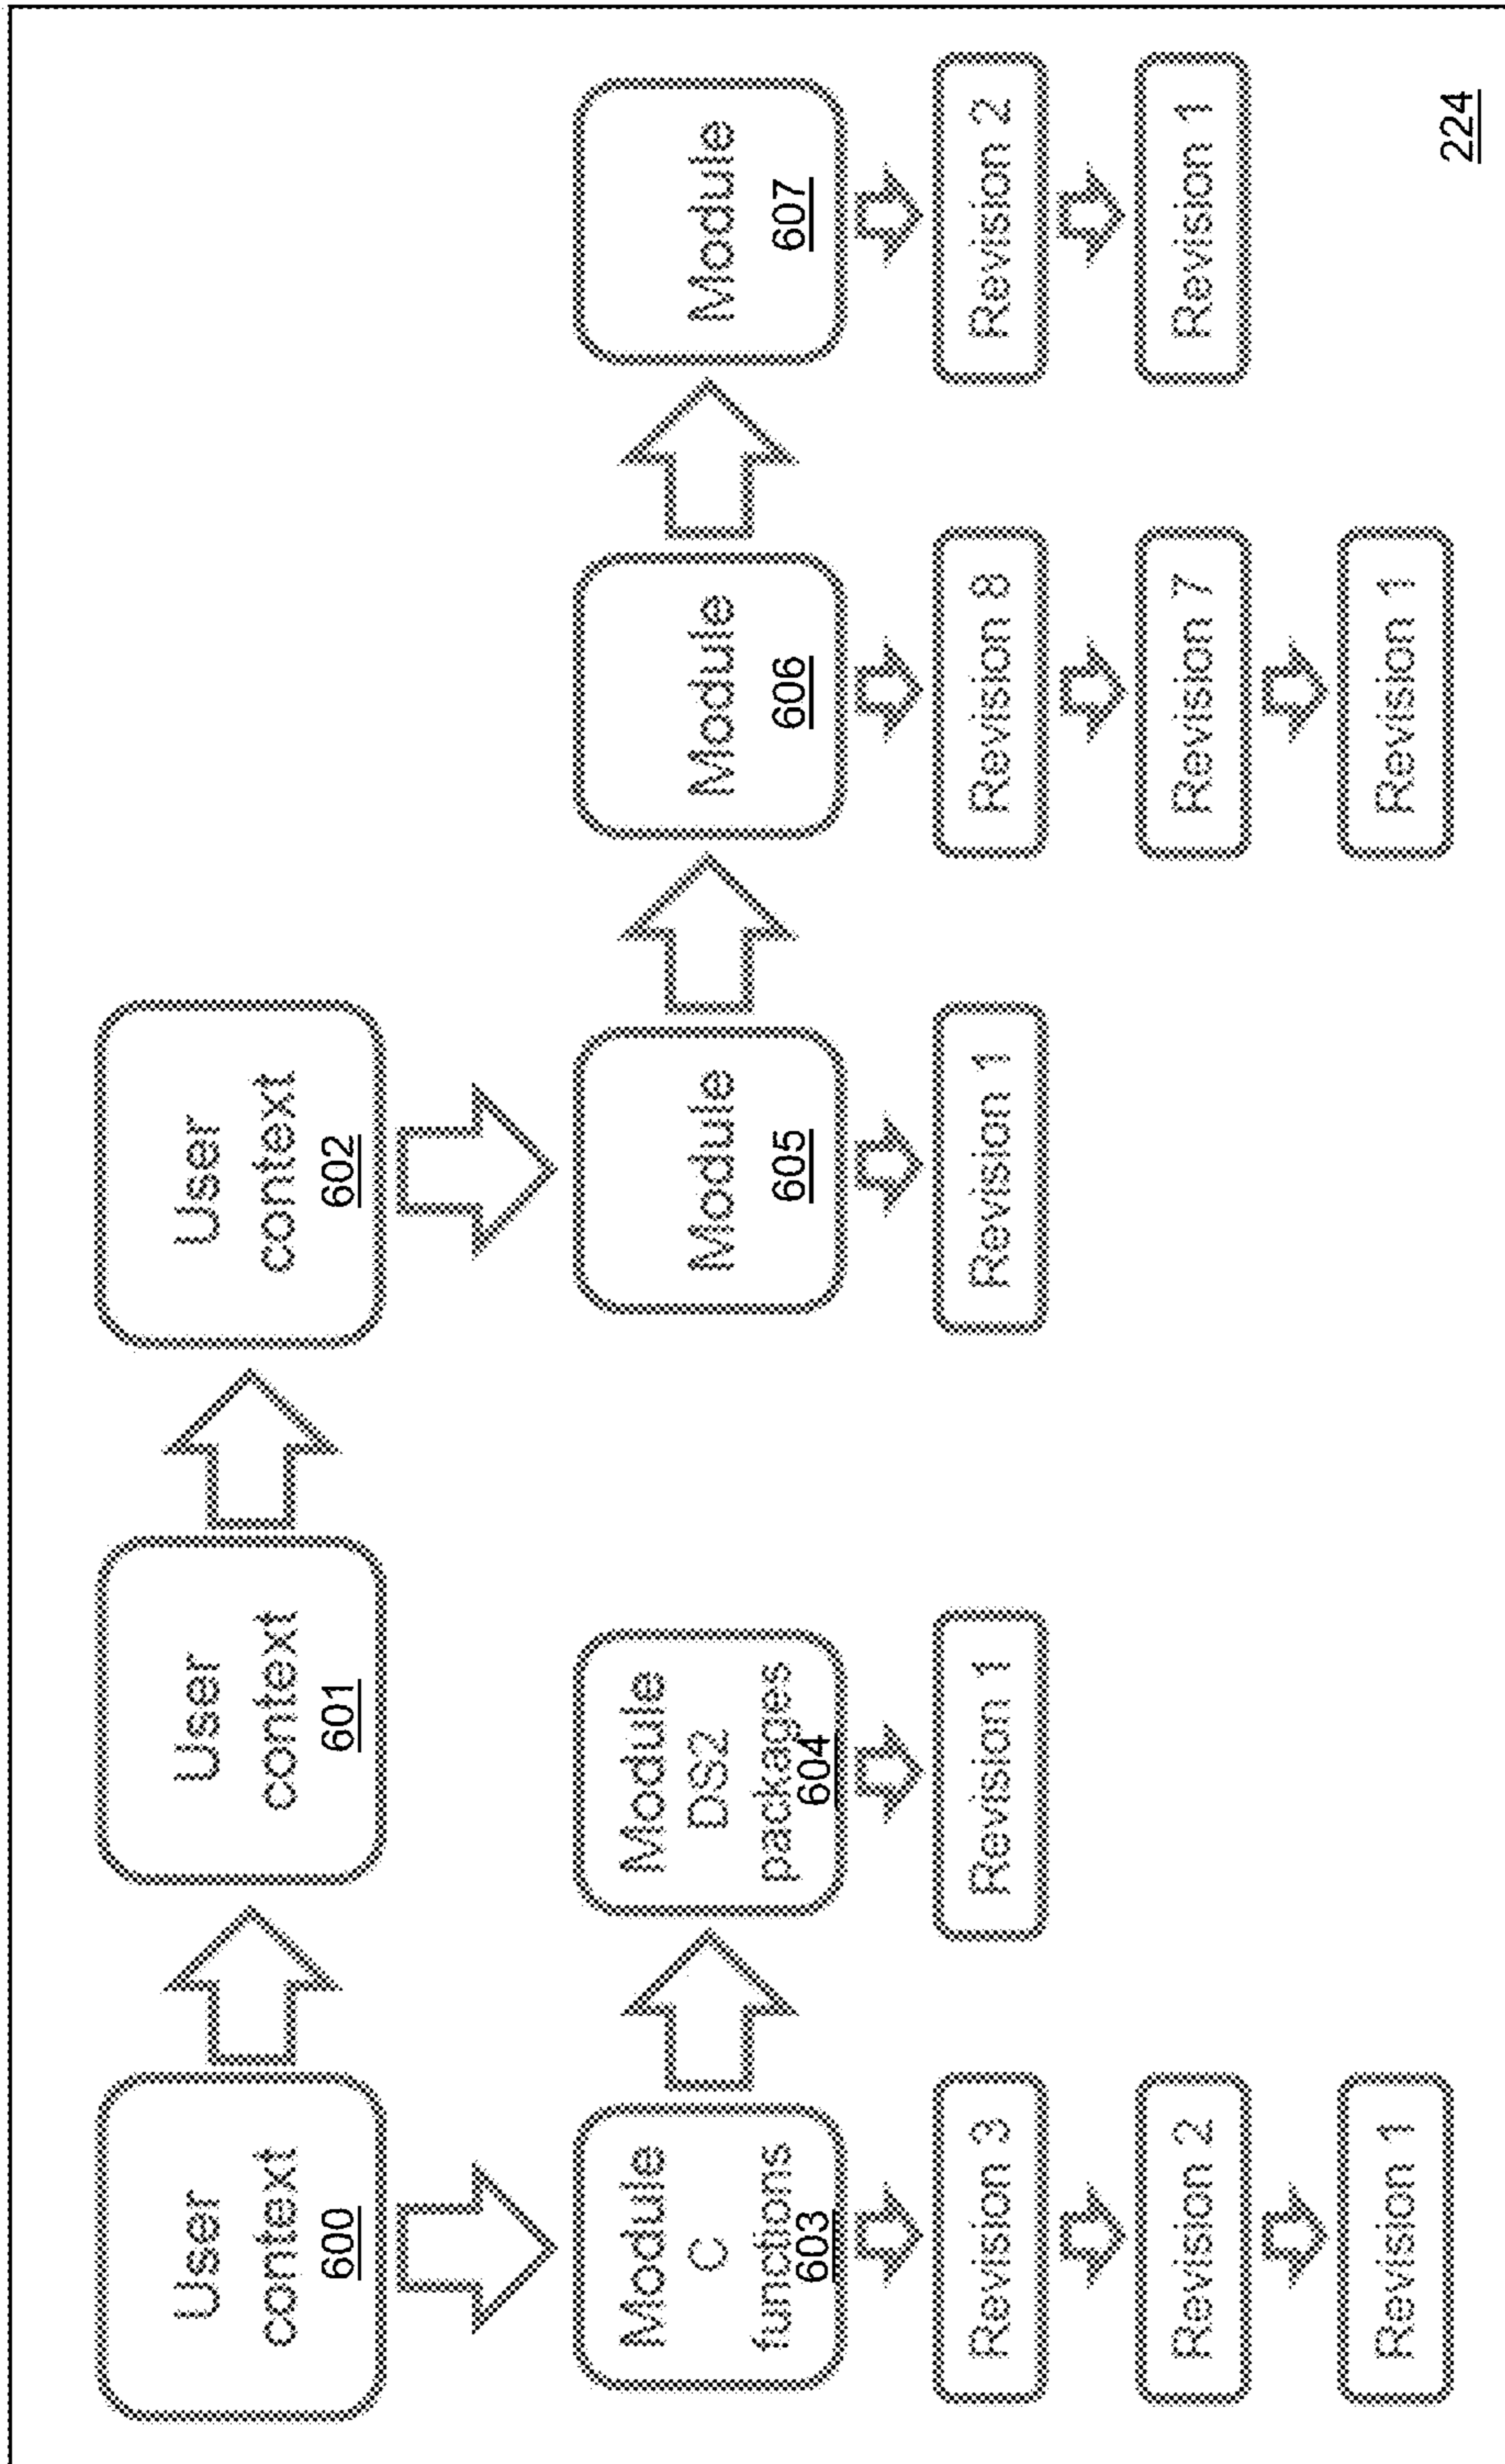 User
context
600
User
context
601
User
context
602
Module
C
functions
603
Module
DS2
packages
604
Module
605
Module
606
Module
607
Revision 3
Revision 1
Revision 1
Revision 8
Revision 2
Revision 2
Revision 7
Revision 1
Revision 1
Revision 1
224